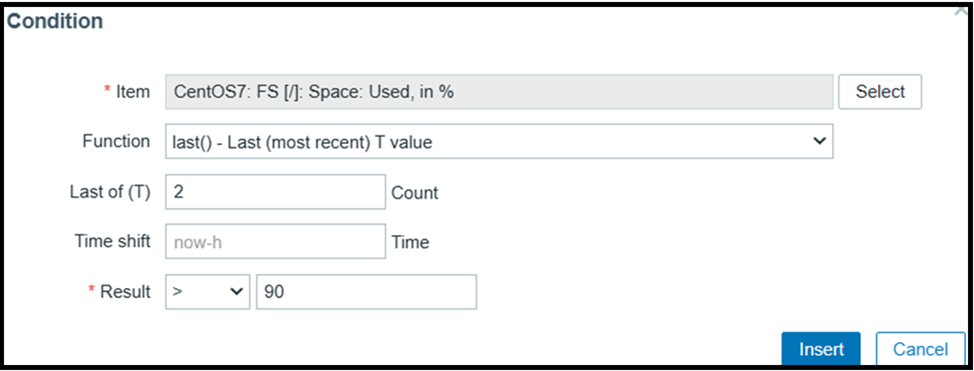 Condition
* Item CentOS7: FS [/]: Space: Used, in % Select
Function last() - Last (most recent) T value
Last of (T) 2 Count
Time shift now-h Time
* Result > 90
Insert Cancel